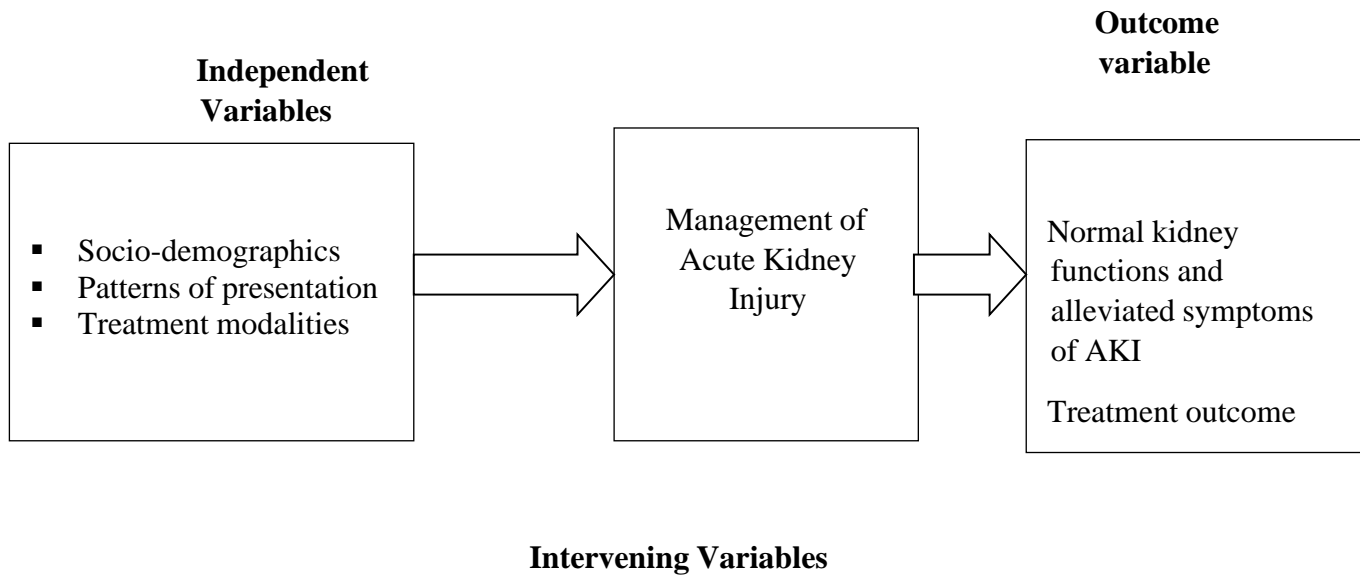 Independent
Variables
▪ Socio-demographics
▪ Patterns of presentation
▪ Treatment modalities
Management of
Acute Kidney
Injury
Outcome
variable
Normal kidney
functions and
alleviated symptoms
of AKI
Treatment outcome
Intervening Variables